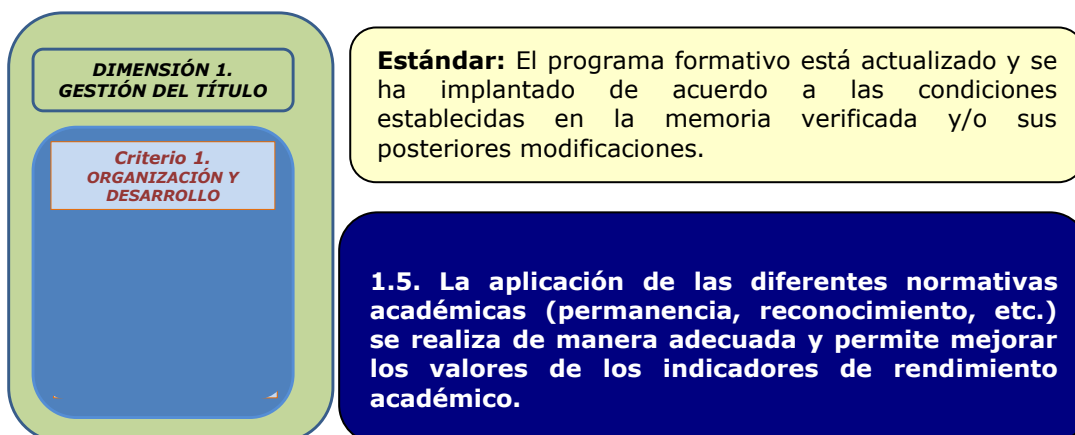 DIMENSIÓN 1.
GESTIÓN DEL TÍTULO
Criterio 1.
ORGANIZACIÓN Y
DESARROLLO
Estándar: El programa formativo está actualizado y se
ha implantado de acuerdo a las condiciones
establecidas en la memoria verificada y/o sus
posteriores modificaciones.
1.5. La aplicación de las diferentes normativas
académicas (permanencia, reconocimiento, etc.)
se realiza de manera adecuada y permite mejorar
los valores de los indicadores de rendimiento
académico.